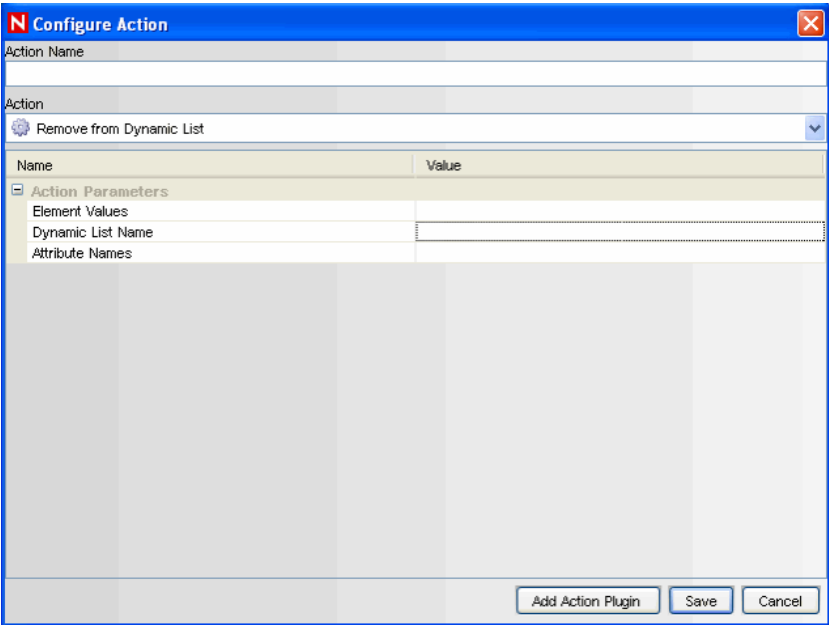 N Configure Action
Action Name
Action
Remove from Dynamic List
Name Value
Action Parameters
Element Values
Dynamic List Name
Attribute Names
Add Action Plugin Save Cancel